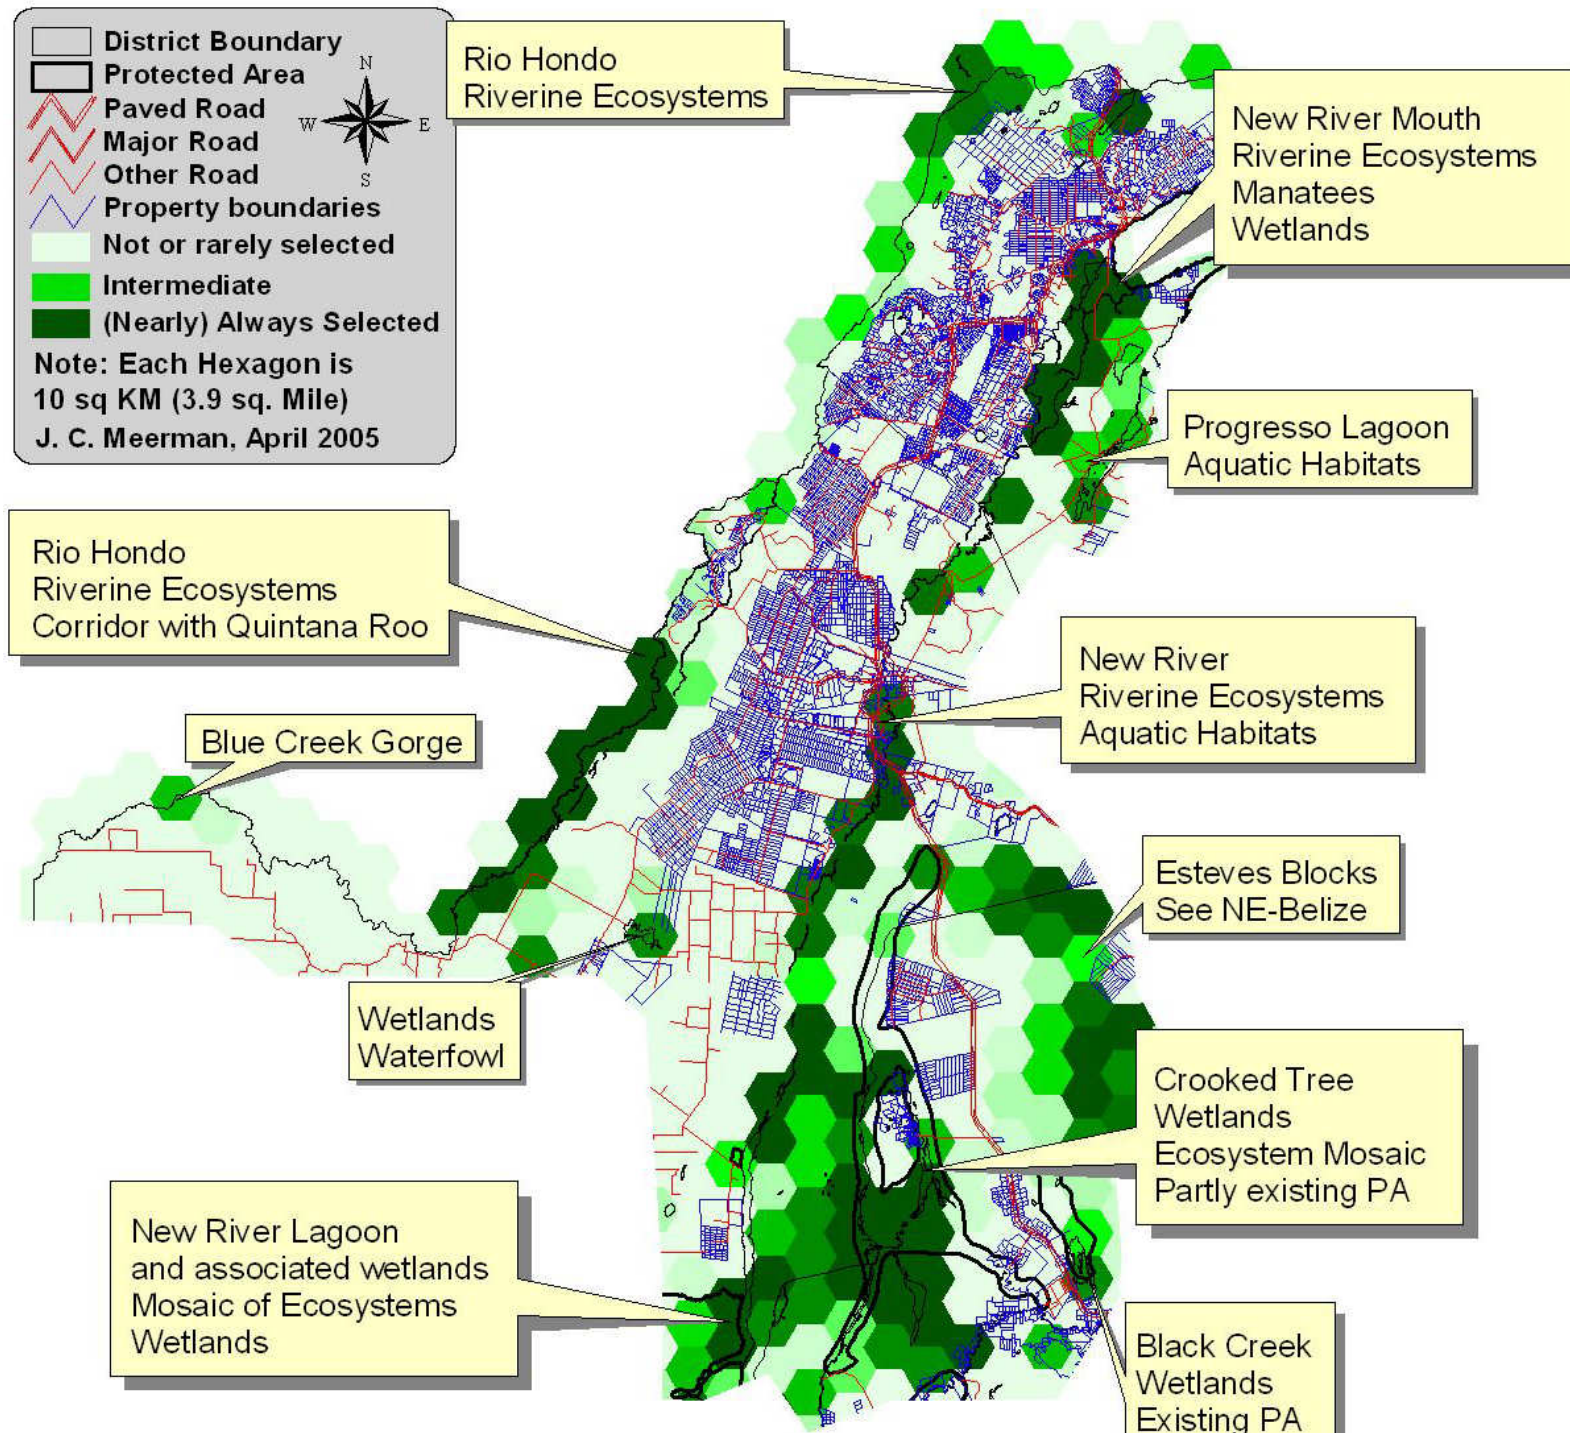 District Boundary
Protected Area
Paved Road
Major Road
Other Road
Property boundaries
Not or rarely selected
Intermediate
(Nearly) Always Selected
Note: Each Hexagon is
10 sq KM (3.9 sq. Mile)
J. C. Meerman, April 2005
N
W
E
S
Rio Hondo
Riverine Ecosystems
New River Mouth
Riverine Ecosystems
Manatees
Wetlands
Progresso Lagoon
Aquatic Habitats
Rio Hondo
Riverine Ecosystems
Corridor with Quintana Roo
New River
Riverine Ecosystems
Aquatic Habitats
Blue Creek Gorge
Esteves Blocks
See NE-Belize
Wetlands
Waterfowl
Crooked Tree
Wetlands
Ecosystem Mosaic
Partly existing PA
New River Lagoon
and associated wetlands
Mosaic of Ecosystems
Wetlands
Black Creek
Wetlands
Existing PA